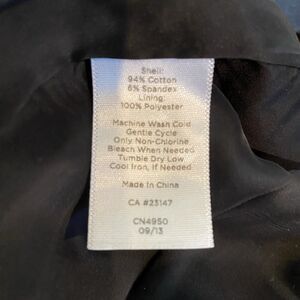 Shell:
94% Cotton
6% Spandex
Lining:
100% Polyester
Machine Wash Cold
Gentle Cycle
Only Non-Chlorine
Bleach When Needed
Tumble Dry Low
Cool Iron, If Needed
Made In China
CA #23147
CN4950
09/13